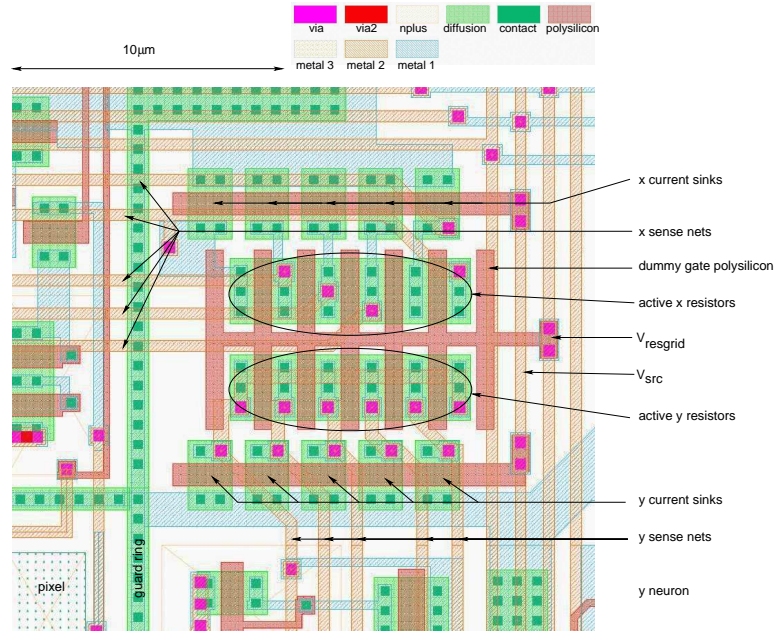 via via2 nplus diffusion contact polysilicon
metal 3 metal 2 metal 1
10μm
x current sinks
x sense nets
dummy gate polysilicon
active x resistors
Vresgrid
Vsrc
active y resistors
y current sinks
y sense nets
y neuron
pixel
guard ring